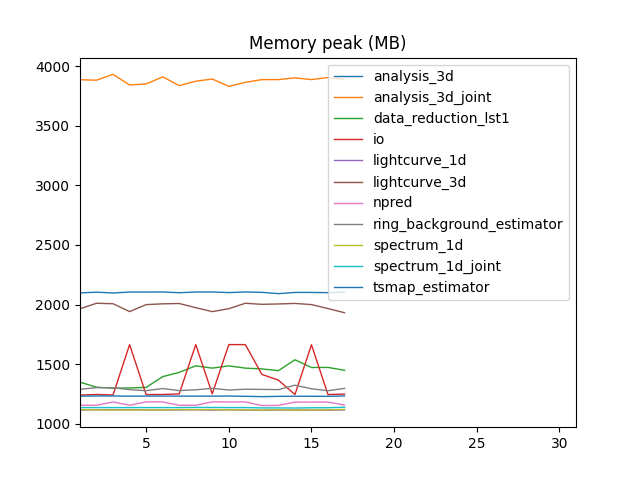 Memory peak (MB)
4000
3500
3000
2500
2000
1500
1000
5
10
15
20
25
30
analysis_3d
analysis_3d_joint
data_reduction_lst1
io
lightcurve_1d
lightcurve_3d
npred
ring_background_estimator
spectrum_1d
spectrum_1d_joint
tsmap_estimator